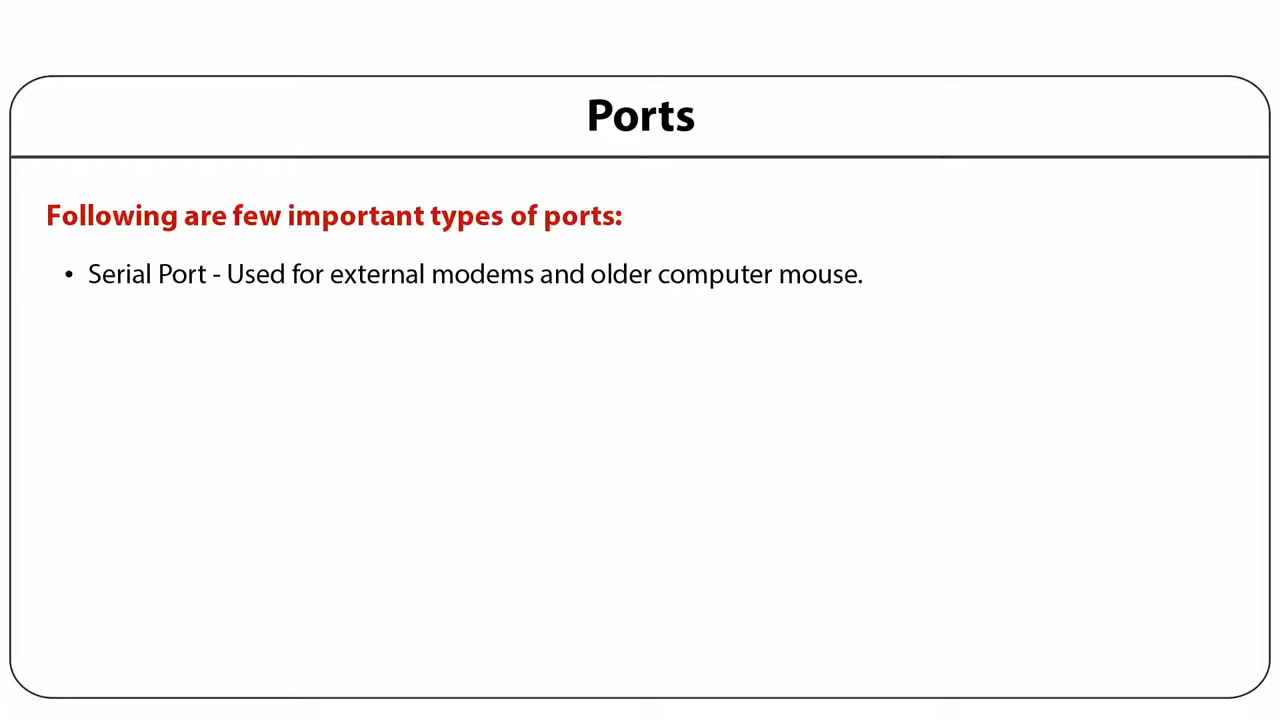 Ports
Following are few important types of ports:
• Serial Port - Used for external modems and older computer mouse.